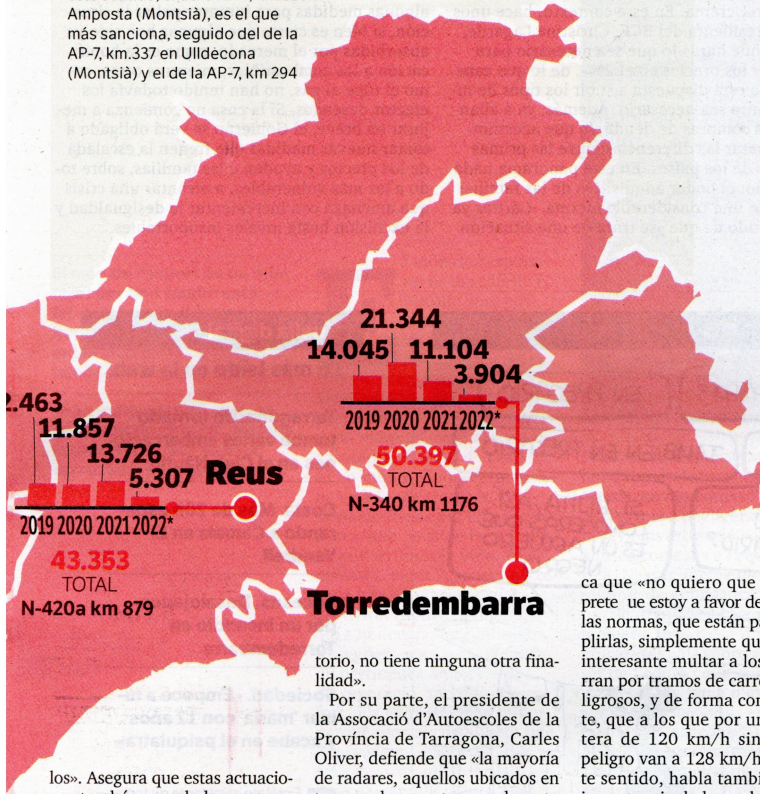 Amposta (Montsià), es el que
más sanciona, seguido del de la
AP-7, km.337 en Ulldecona
(Montsià) y el de la AP-7, km 294
21.344
14.045 11.104
3.904
2019 2020 2021 2022*
50.397
TOTAL
N-340 km 1176
.463
11.857
13.726
5.307 Reus
2019 2020 2021 2022*
43.353
TOTAL
N-420a km 879
Torredembarra
los». Asegura que estas actuacio-
torio, no tiene ninguna otra fina-
lidad».
Por su parte, el presidente de
la Associació d'Autoescoles de la
Província de Tarragona, Carles
Oliver, defiende que «la mayoría
de radares, aquellos ubicados en
ca que «no quiero que
prete ue estoy a favor de
las normas, que están pa
plirlas, simplemente qu
interesante multar a los
rran por tramos de carre
ligrosos, y de forma con
te, que a los que por un
tera de 120 km/h sin
peligro van a 128 km/h
te sentido, habla tambi